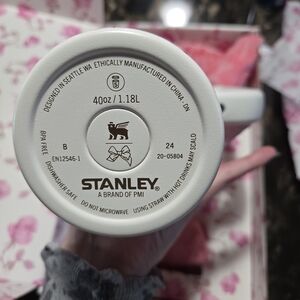 DESIGNED IN SEATTLE WA ETHICALLY MANUFACTURED IN CHINA. DN
40oz / 1.18L
BPA FREE
B
24
EN12546-1
20-05804
DISHWASHER SAFE
DO NOT MICROWAVE
USING STRAW WITH HOT DRINKS MAY SCALD
STANLEY®
A BRAND OF PMI